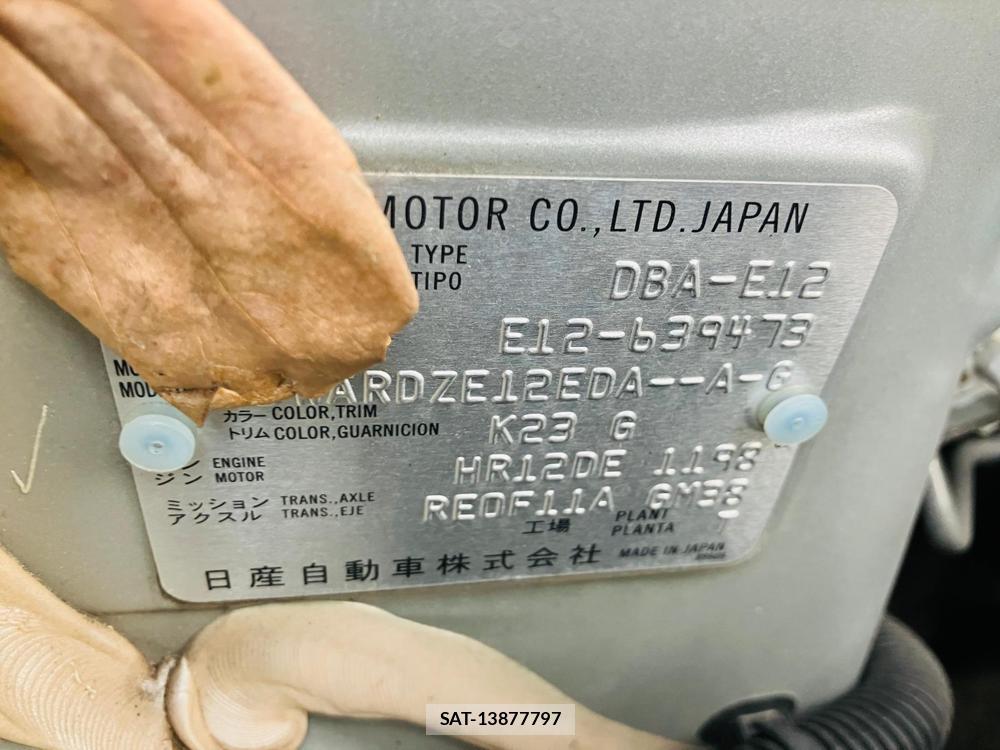 MOTOR CO.,LTD. JAPAN
TYPE
TIPO
DBA-E12
E12-639473
ARDZE12EDA--A-G
カラー COLOR,TRIM
トリム COLOR,GUARNICION
K23 G
ENGINE
ジン MOTOR
HR12DE 1198
ミッション TRANS.,AXLE
アクスル TRANS.,EJE
RE0F11A GM38
工場 PLANT
PLANTA
日産自動車株式会社 MADE IN JAPAN
SAT-13877797